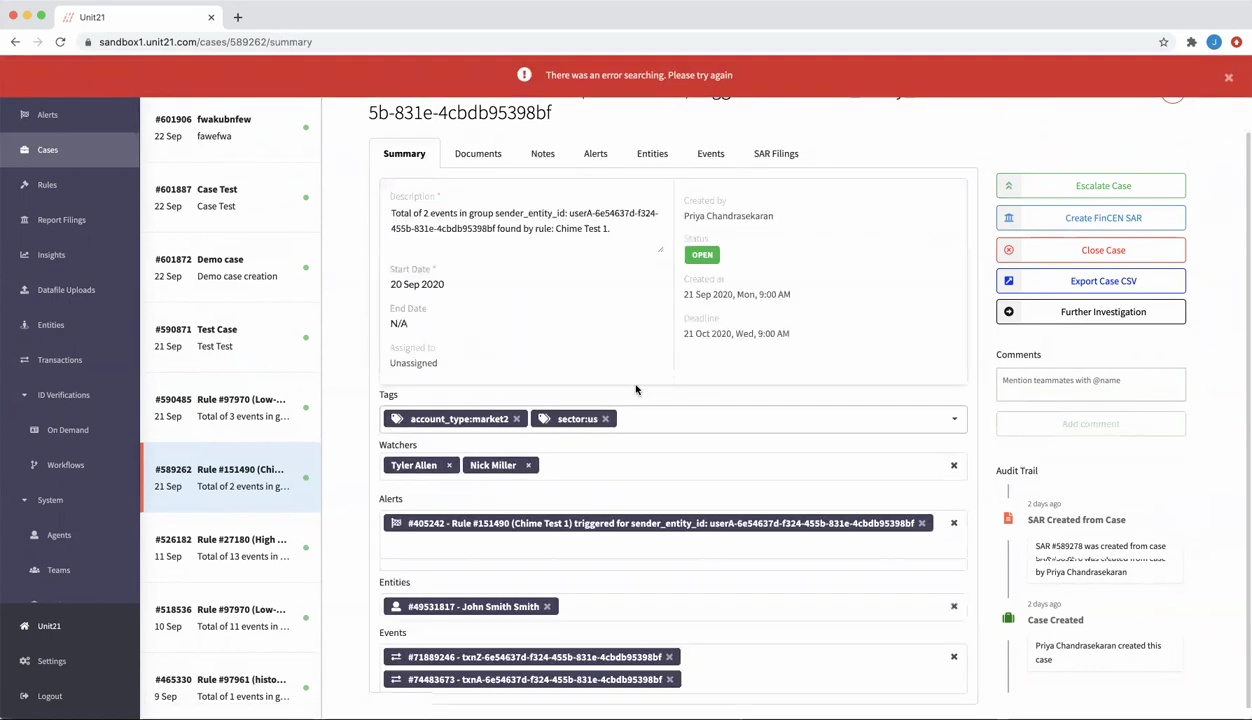 Unit21
sandbox1.unit21.com/cases/589262/summary
J
There was an error searching. Please try again
Alerts
Cases
Rules
Report Filings
Insights
Datafile Uploads
Entities
Transactions
ID Verifications
On Demand
Workflows
System
Agents
Teams
Unit21
Settings
Logout
#601906 fwakubnfew
22 Sep fawefwa
#601887 Case Test
22 Sep Case Test
#601872 Demo case
22 Sep Demo case creation
#590871 Test Case
21 Sep Test Test
#590485 Rule #97970 (Low-...
21 Sep Total of 3 events in g...
#589262 Rule #151490 (Chi...
21 Sep Total of 2 events in g...
#526182 Rule #27180 (High ...
11 Sep Total of 13 events in ...
#518536 Rule #97970 (Low-...
10 Sep Total of 11 events in ...
#465330 Rule #97961 (histo...
9 Sep Total of 1 events in g...
5b-831e-4cbdb95398bf
Summary Documents Notes Alerts Entities Events SAR Filings
Description *
Total of 2 events in group sender_entity_id: userA-6e54637d-f324-
455b-831e-4cbdb95398bf found by rule: Chime Test 1.
Start Date *
20 Sep 2020
End Date
N/A
Assigned to
Unassigned
Created by
Priya Chandrasekaran
Status
OPEN
Created at
21 Sep 2020, Mon, 9:00 AM
Deadline
21 Oct 2020, Wed, 9:00 AM
Tags
account_type:market2 sector:us
Watchers
Tyler Allen Nick Miller
Alerts
#405242 - Rule #151490 (Chime Test 1) triggered for sender_entity_id: userA-6e54637d-f324-455b-831e-4cbdb95398bf
Entities
#49531817 - John Smith Smith
Events
#71889246 - txnZ-6e54637d-f324-455b-831e-4cbdb95398bf
#74483673 - txnA-6e54637d-f324-455b-831e-4cbdb95398bf
Escalate Case
Create FinCEN SAR
Close Case
Export Case CSV
Further Investigation
Comments
Mention teammates with @name
Add comment
Audit Trail
2 days ago
SAR Created from Case
SAR #589278 was created from case
by Priya Chandrasekaran
2 days ago
Case Created
Priya Chandrasekaran created this
case